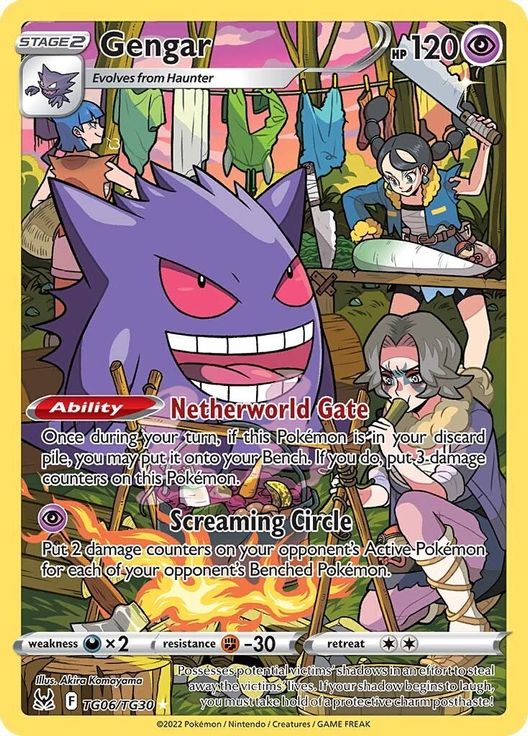 STAGE2
Gengar
HP 120
Evolves from Haunter
Ability Netherworld Gate
Once during your turn, if this Pokémon is in your discard
pile, you may put it onto your Bench. If you do, put 3 damage
counters on this Pokémon.
Screaming Circle
Put 2 damage counters on your opponent's Active Pokémon
for each of your opponent's Benched Pokémon.
weakness ×2 resistance -30 retreat
Illus. Akira Komayama
Possesses potential victims' shadows in an effort to steal
away the victims' lives. If your shadow begins to laugh,
you must take hold of a protective charm posthaste!
F TG06/TG30
©2022 Pokémon / Nintendo / Creatures / GAME FREAK